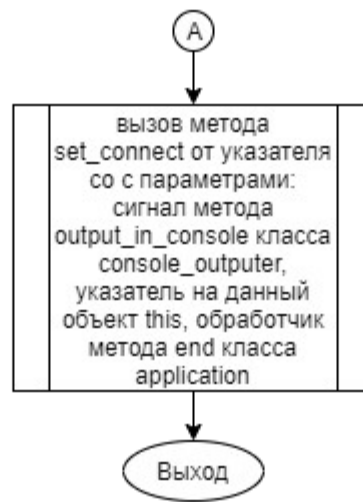 A
вызов метода
set_connect от указателя
со с параметрами:
сигнал метода
output_in_console класса
console_outputer,
указатель на данный
объект this, обработчик
метода end класса
application
Выход